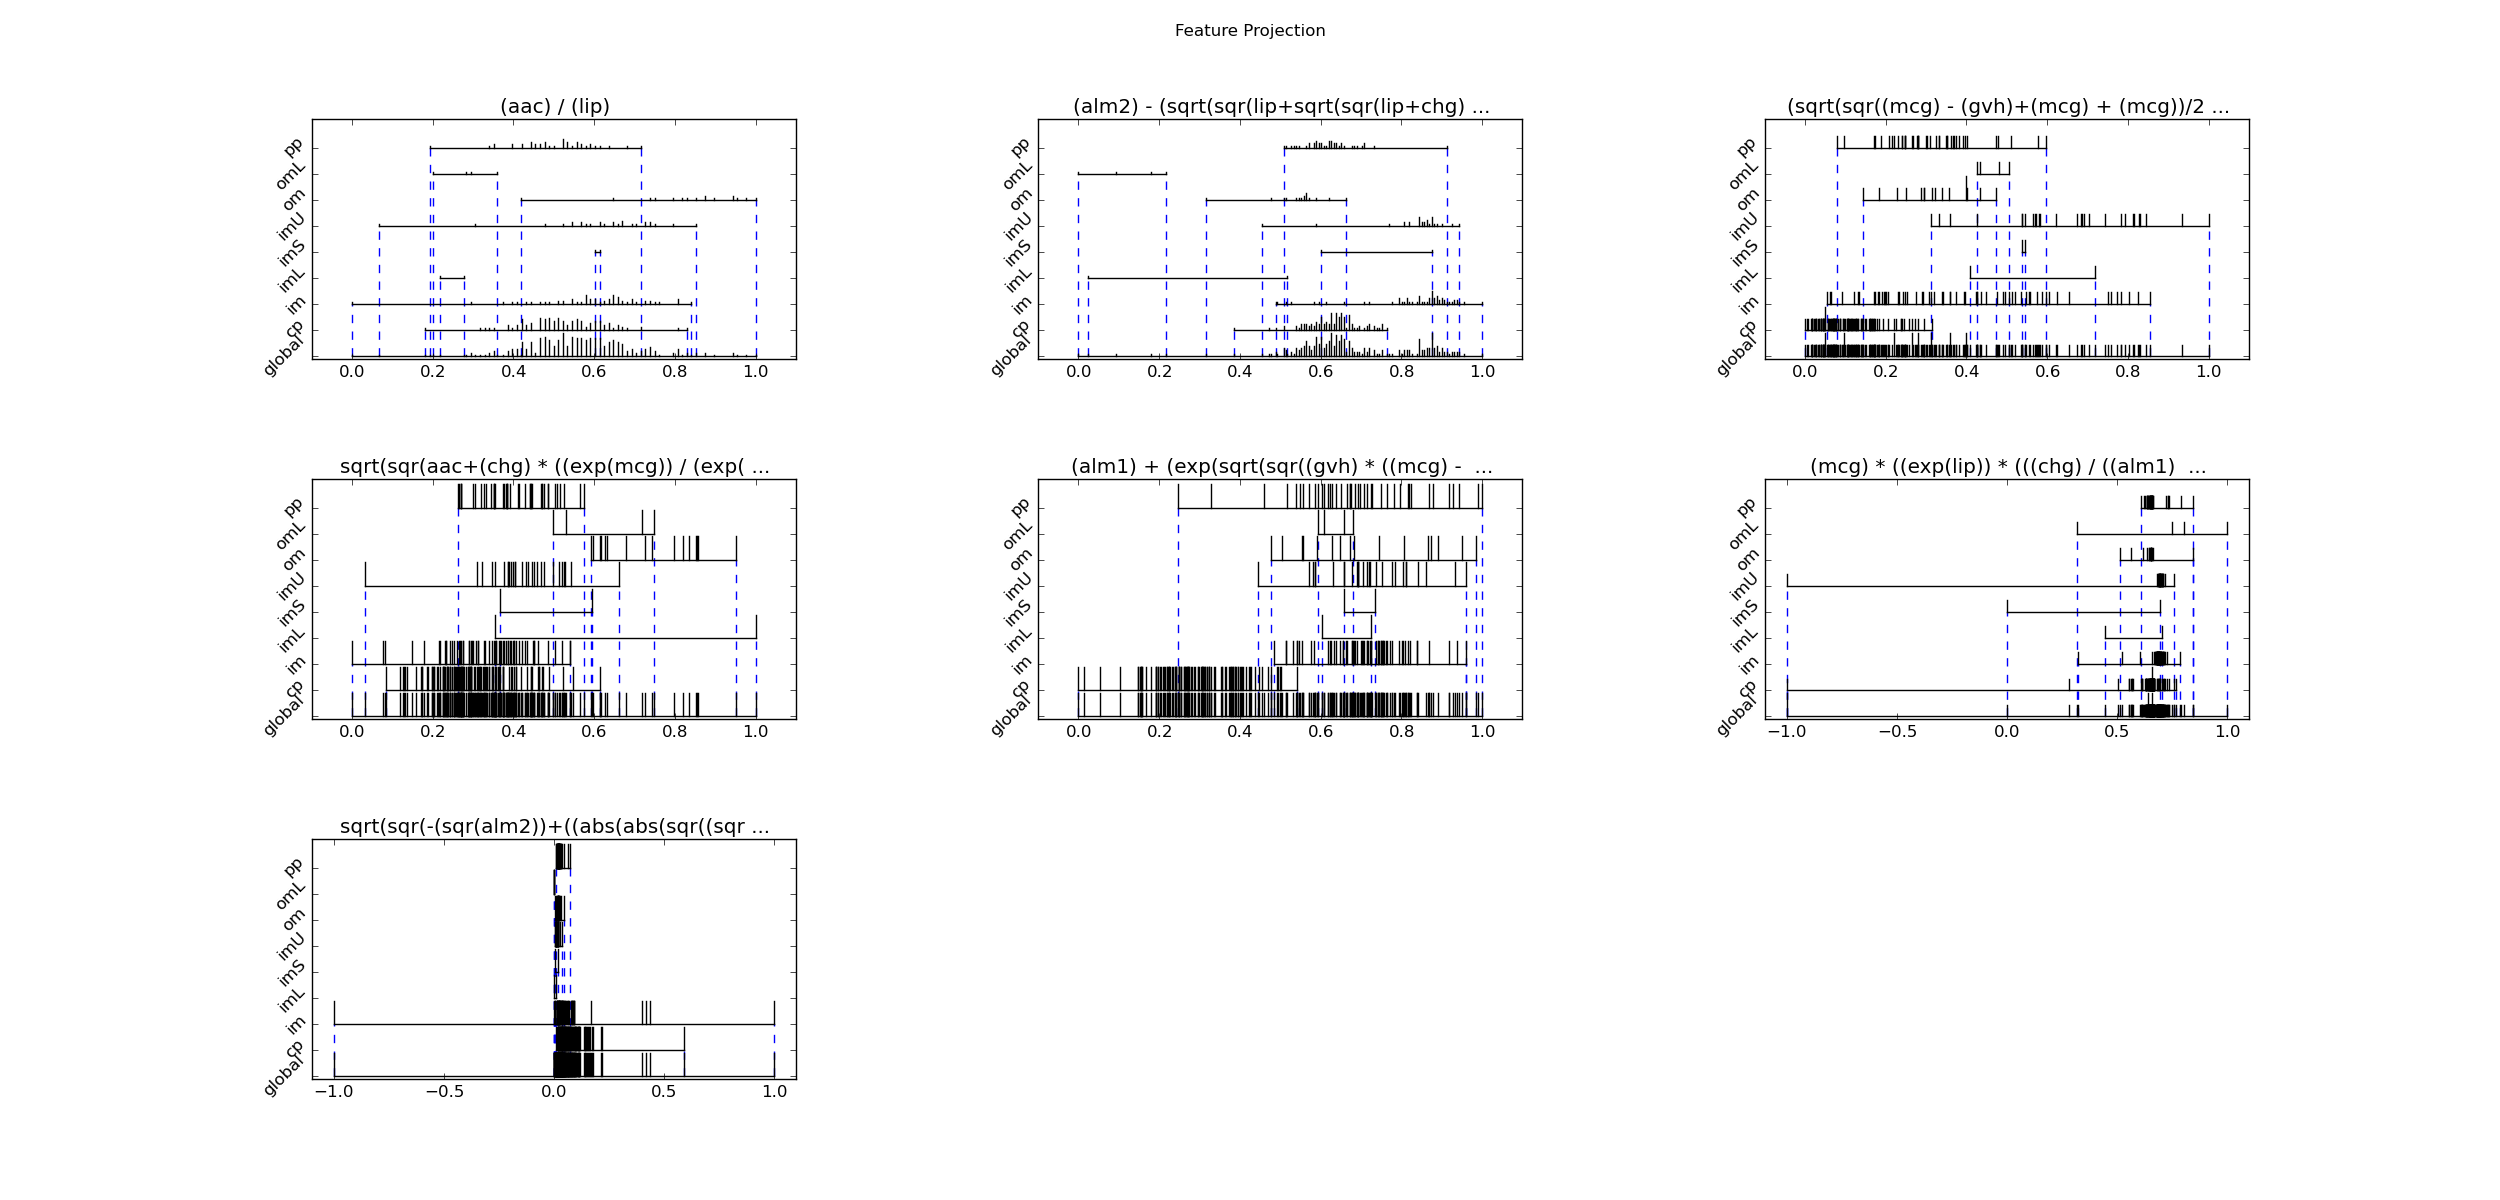 Feature Projection
(aac) / (lip)
pp
omL
om
imU
imS
imL
im
cp
global
0.0 0.2 0.4 0.6 0.8 1.0
(alm2) - (sqrt(sqr(lip+sqrt(sqr(lip+chg) ...
pp
omL
om
imU
imS
imL
im
cp
global
0.0 0.2 0.4 0.6 0.8 1.0
(sqrt(sqr((mcg) - (gvh)+(mcg) + (mcg))/2 ...
pp
omL
om
imU
imS
imL
im
cp
global
0.0 0.2 0.4 0.6 0.8 1.0
sqrt(sqr(aac+(chg) * ((exp(mcg)) / (exp( ...
pp
omL
om
imU
imS
imL
im
cp
global
0.0 0.2 0.4 0.6 0.8 1.0
(alm1) + (exp(sqrt(sqr((gvh) * ((mcg) - ...
pp
omL
om
imU
imS
imL
im
cp
global
0.0 0.2 0.4 0.6 0.8 1.0
(mcg) * ((exp(lip)) * (((chg) / ((alm1) ...
pp
omL
om
imU
imS
imL
im
cp
global
−1.0 −0.5 0.0 0.5 1.0
sqrt(sqr(-(sqr(alm2))+((abs(abs(sqr((sqr ...
pp
omL
om
imU
imS
imL
im
cp
global
−1.0 −0.5 0.0 0.5 1.0